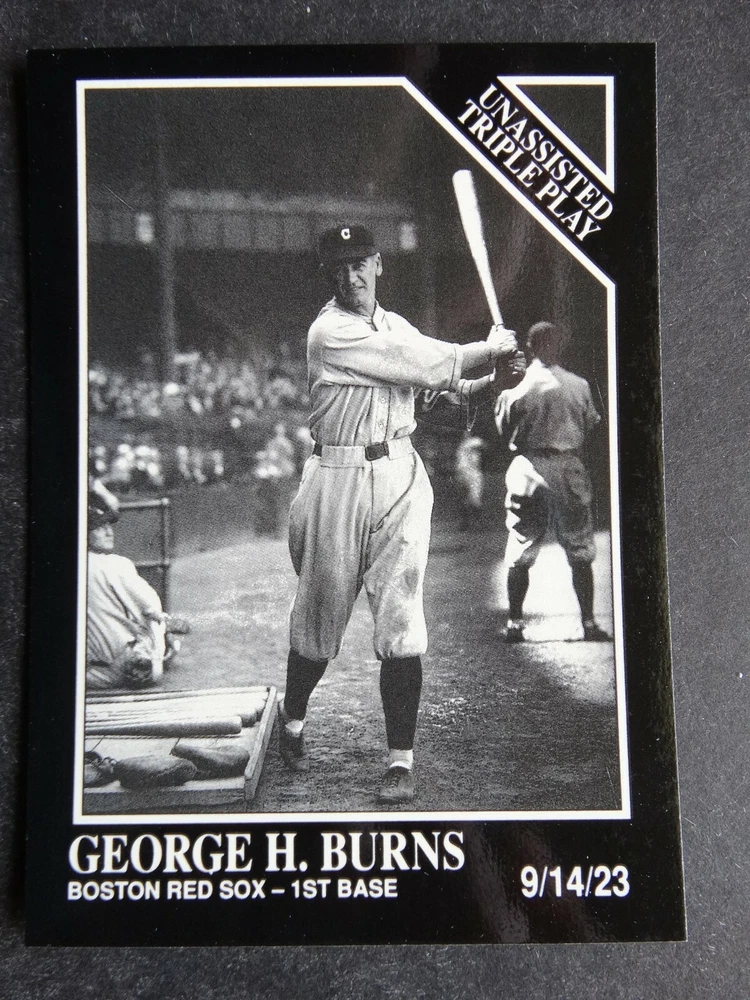 UNASSISTED
TRIPLE PLAY
C
GEORGE H. BURNS
BOSTON RED SOX – 1ST BASE
9/14/23